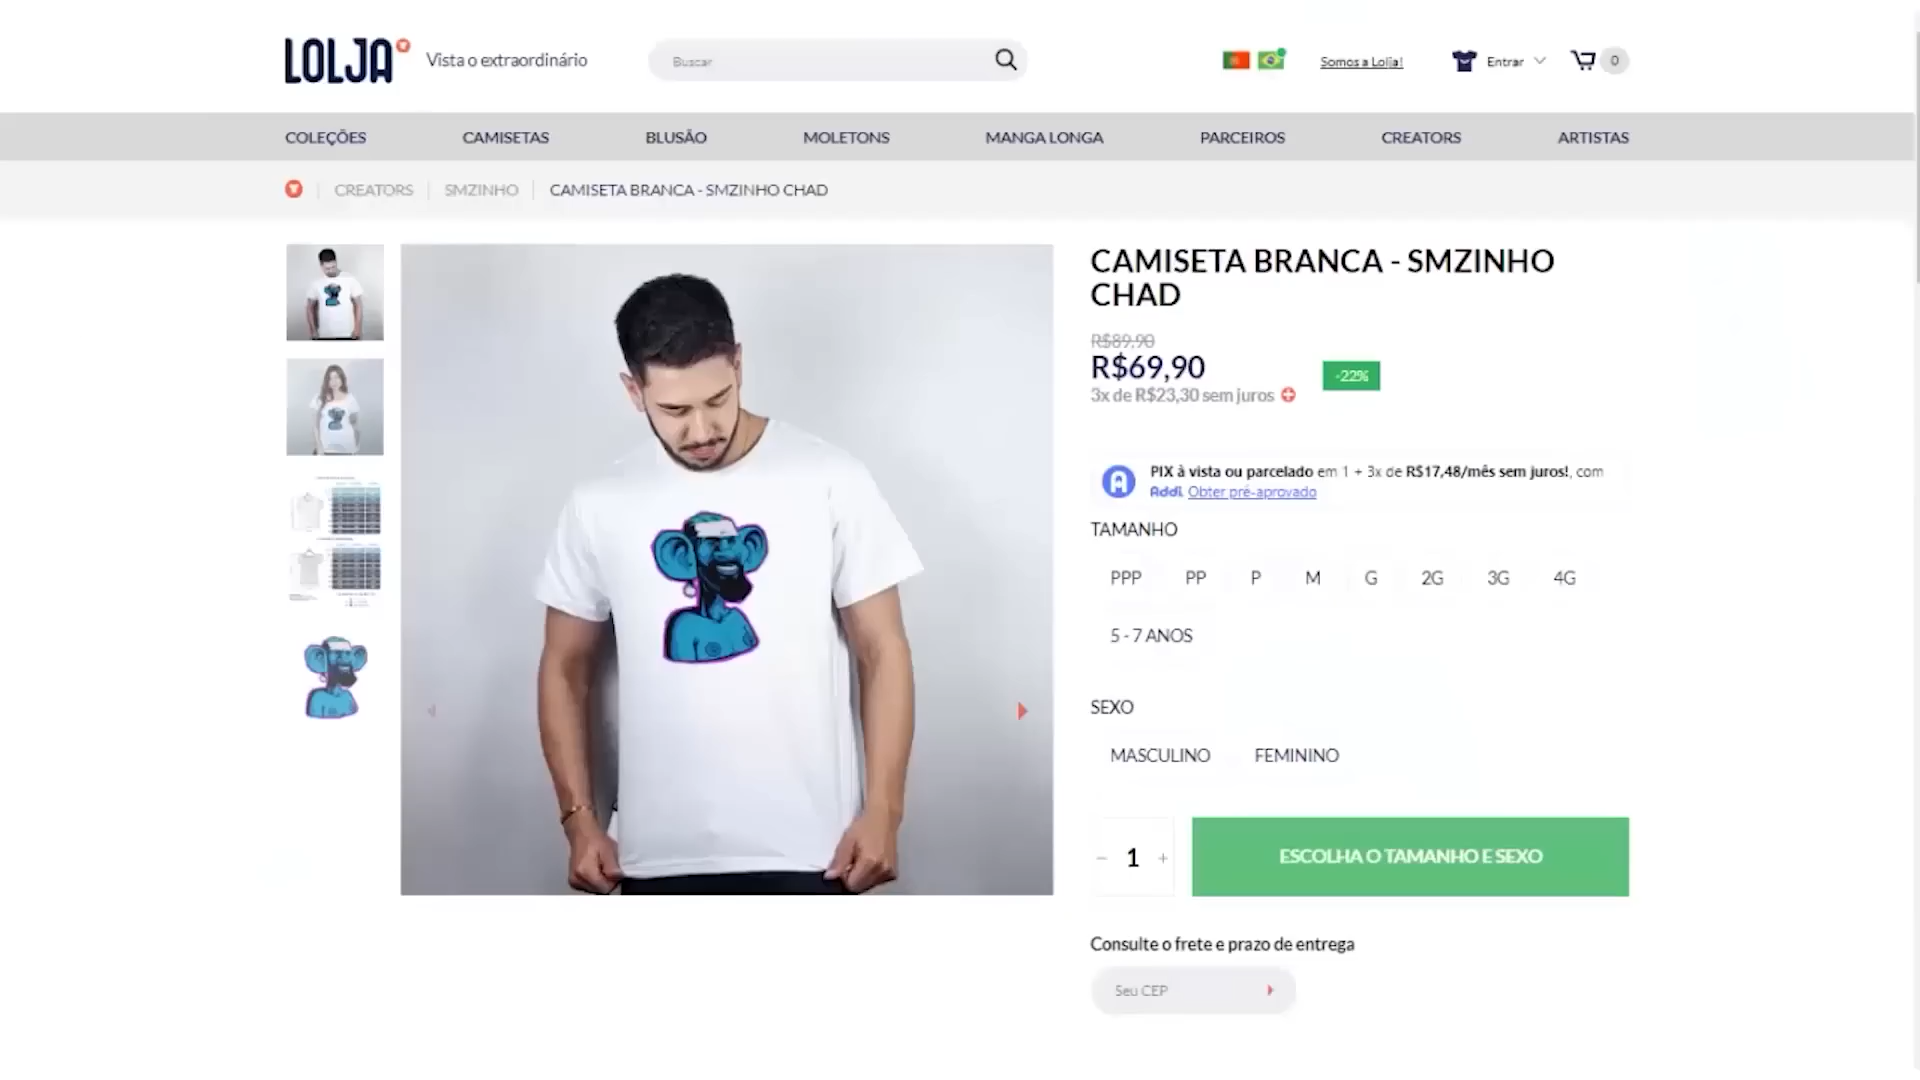 LOLJA
Vista o extraordinário
Buscar
Somos a Lolja!
Entrar
0
COLEÇÕES
CAMISETAS
BLUSÃO
MOLETONS
MANGA LONGA
PARCEIROS
CREATORS
ARTISTAS
CREATORS
SMZINHO
CAMISETA BRANCA - SMZINHO CHAD
CAMISETA BRANCA - SMZINHO
CHAD
R$89,90
R$69,90
-22%
3x de R$23,30 sem juros
PIX à vista ou parcelado em 1 + 3x de R$17,48/mês sem juros!, com
Addi. Obter pré-aprovado
TAMANHO
PPP PP P M G 2G 3G 4G
5 - 7 ANOS
SEXO
MASCULINO FEMININO
− 1 +
ESCOLHA O TAMANHO E SEXO
Consulte o frete e prazo de entrega
Seu CEP